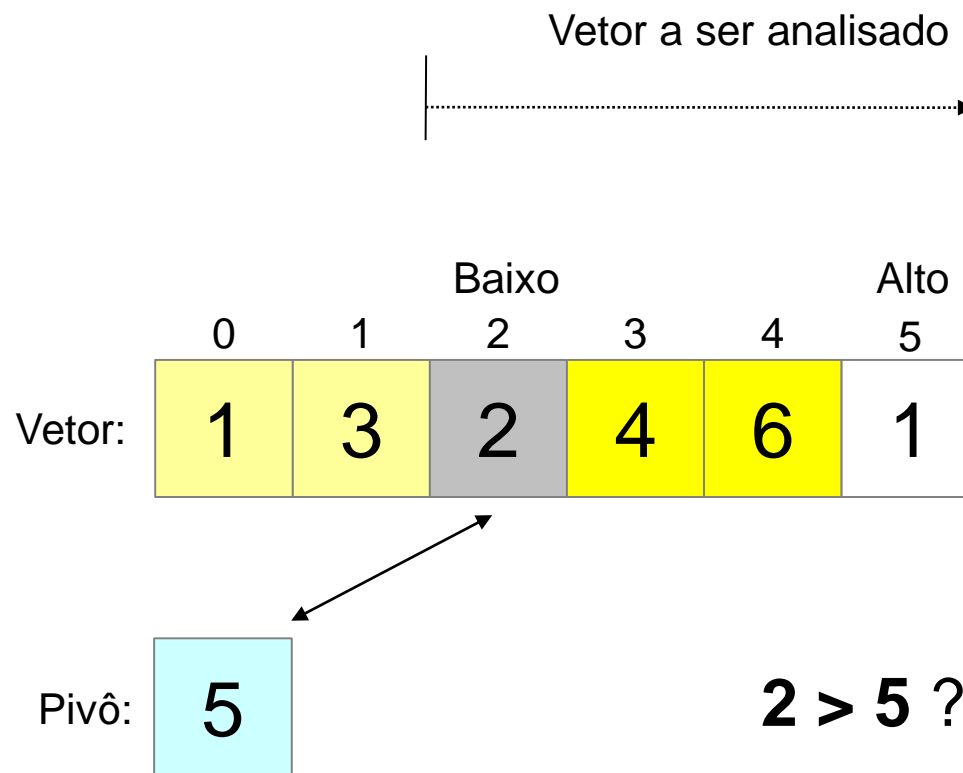 Vetor a ser analisado
Baixo Alto
0 1 2 3 4 5
Vetor: 1 3 2 4 6 1
Pivô: 5 2 > 5 ?